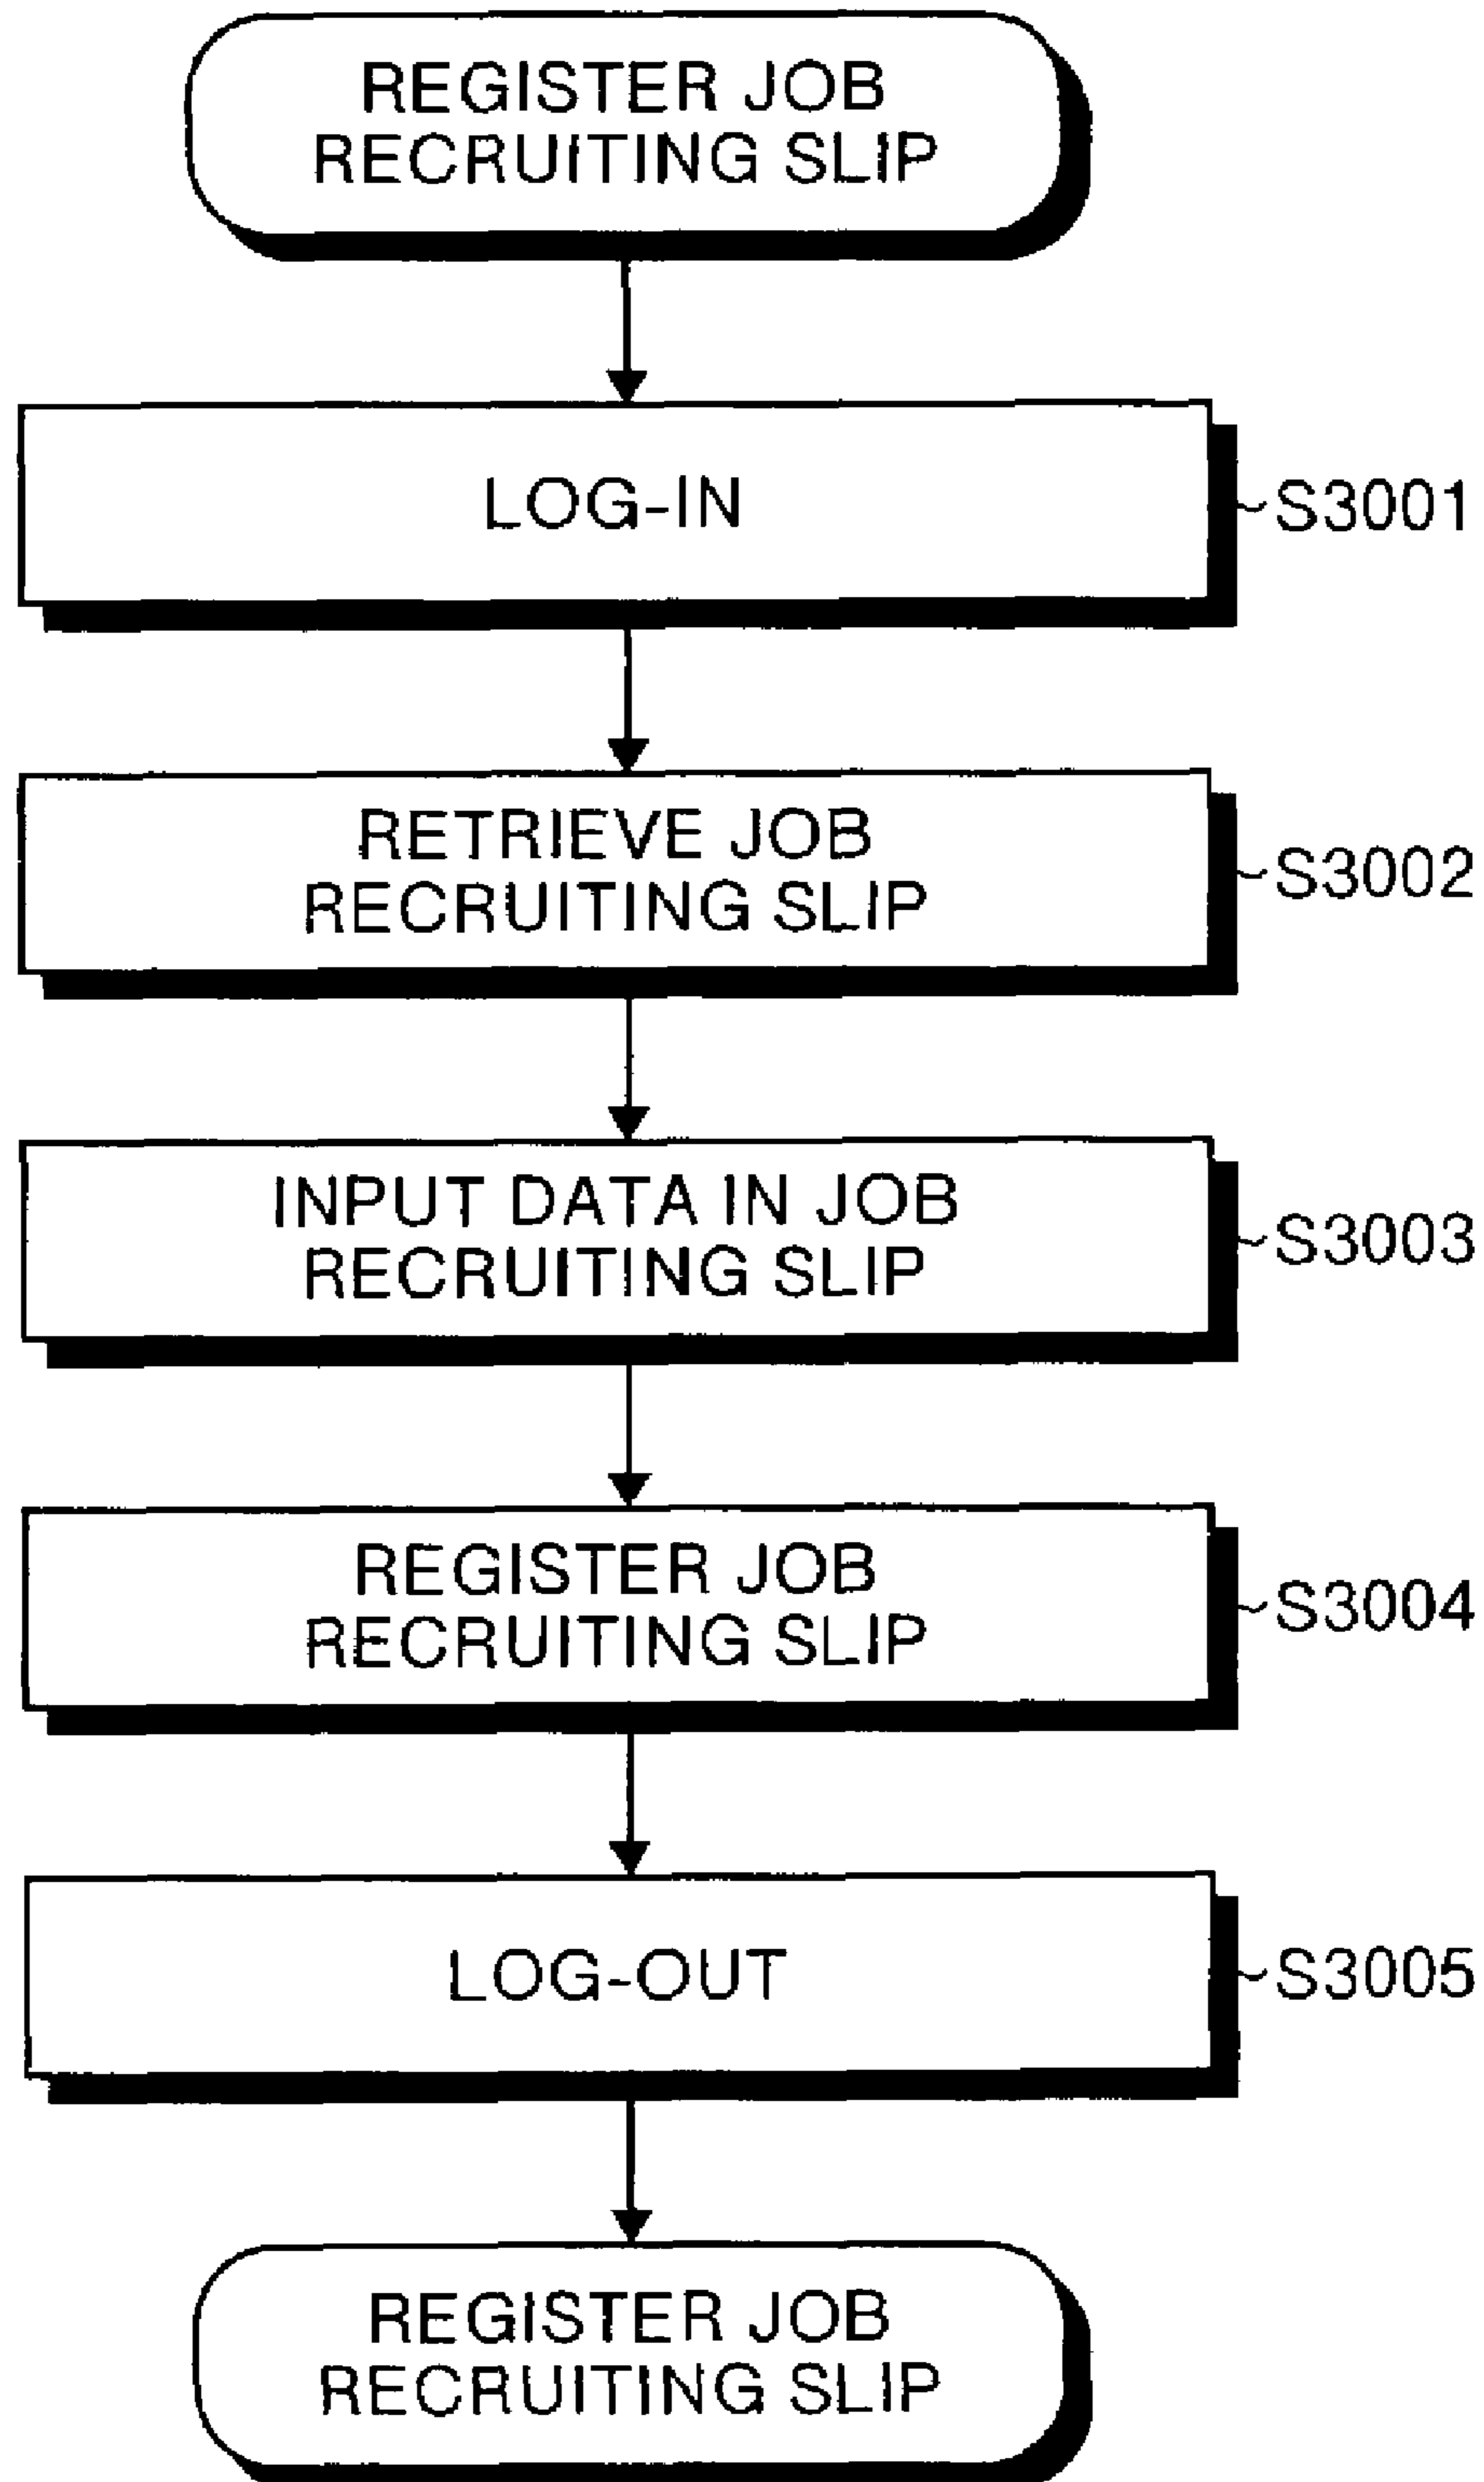 REGISTER JOB
RECRUITING SLIP
LOG-IN
S3001
RETRIEVE JOB
RECRUITING SLIP
S3002
INPUT DATA IN JOB
RECRUITING SLIP
S3003
REGISTER JOB
RECRUITING SLIP
S3004
LOG-OUT
S3005
REGISTER JOB
RECRUITING SLIP